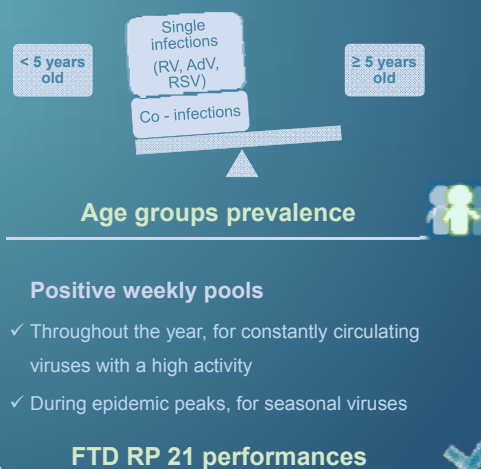 Single
infections
(RV, AdV,
RSV)
< 5 years
old
≥ 5 years
old
Co - infections
Age groups prevalence
Positive weekly pools
✓ Throughout the year, for constantly circulating
viruses with a high activity
✓ During epidemic peaks, for seasonal viruses
FTD RP 21 performances